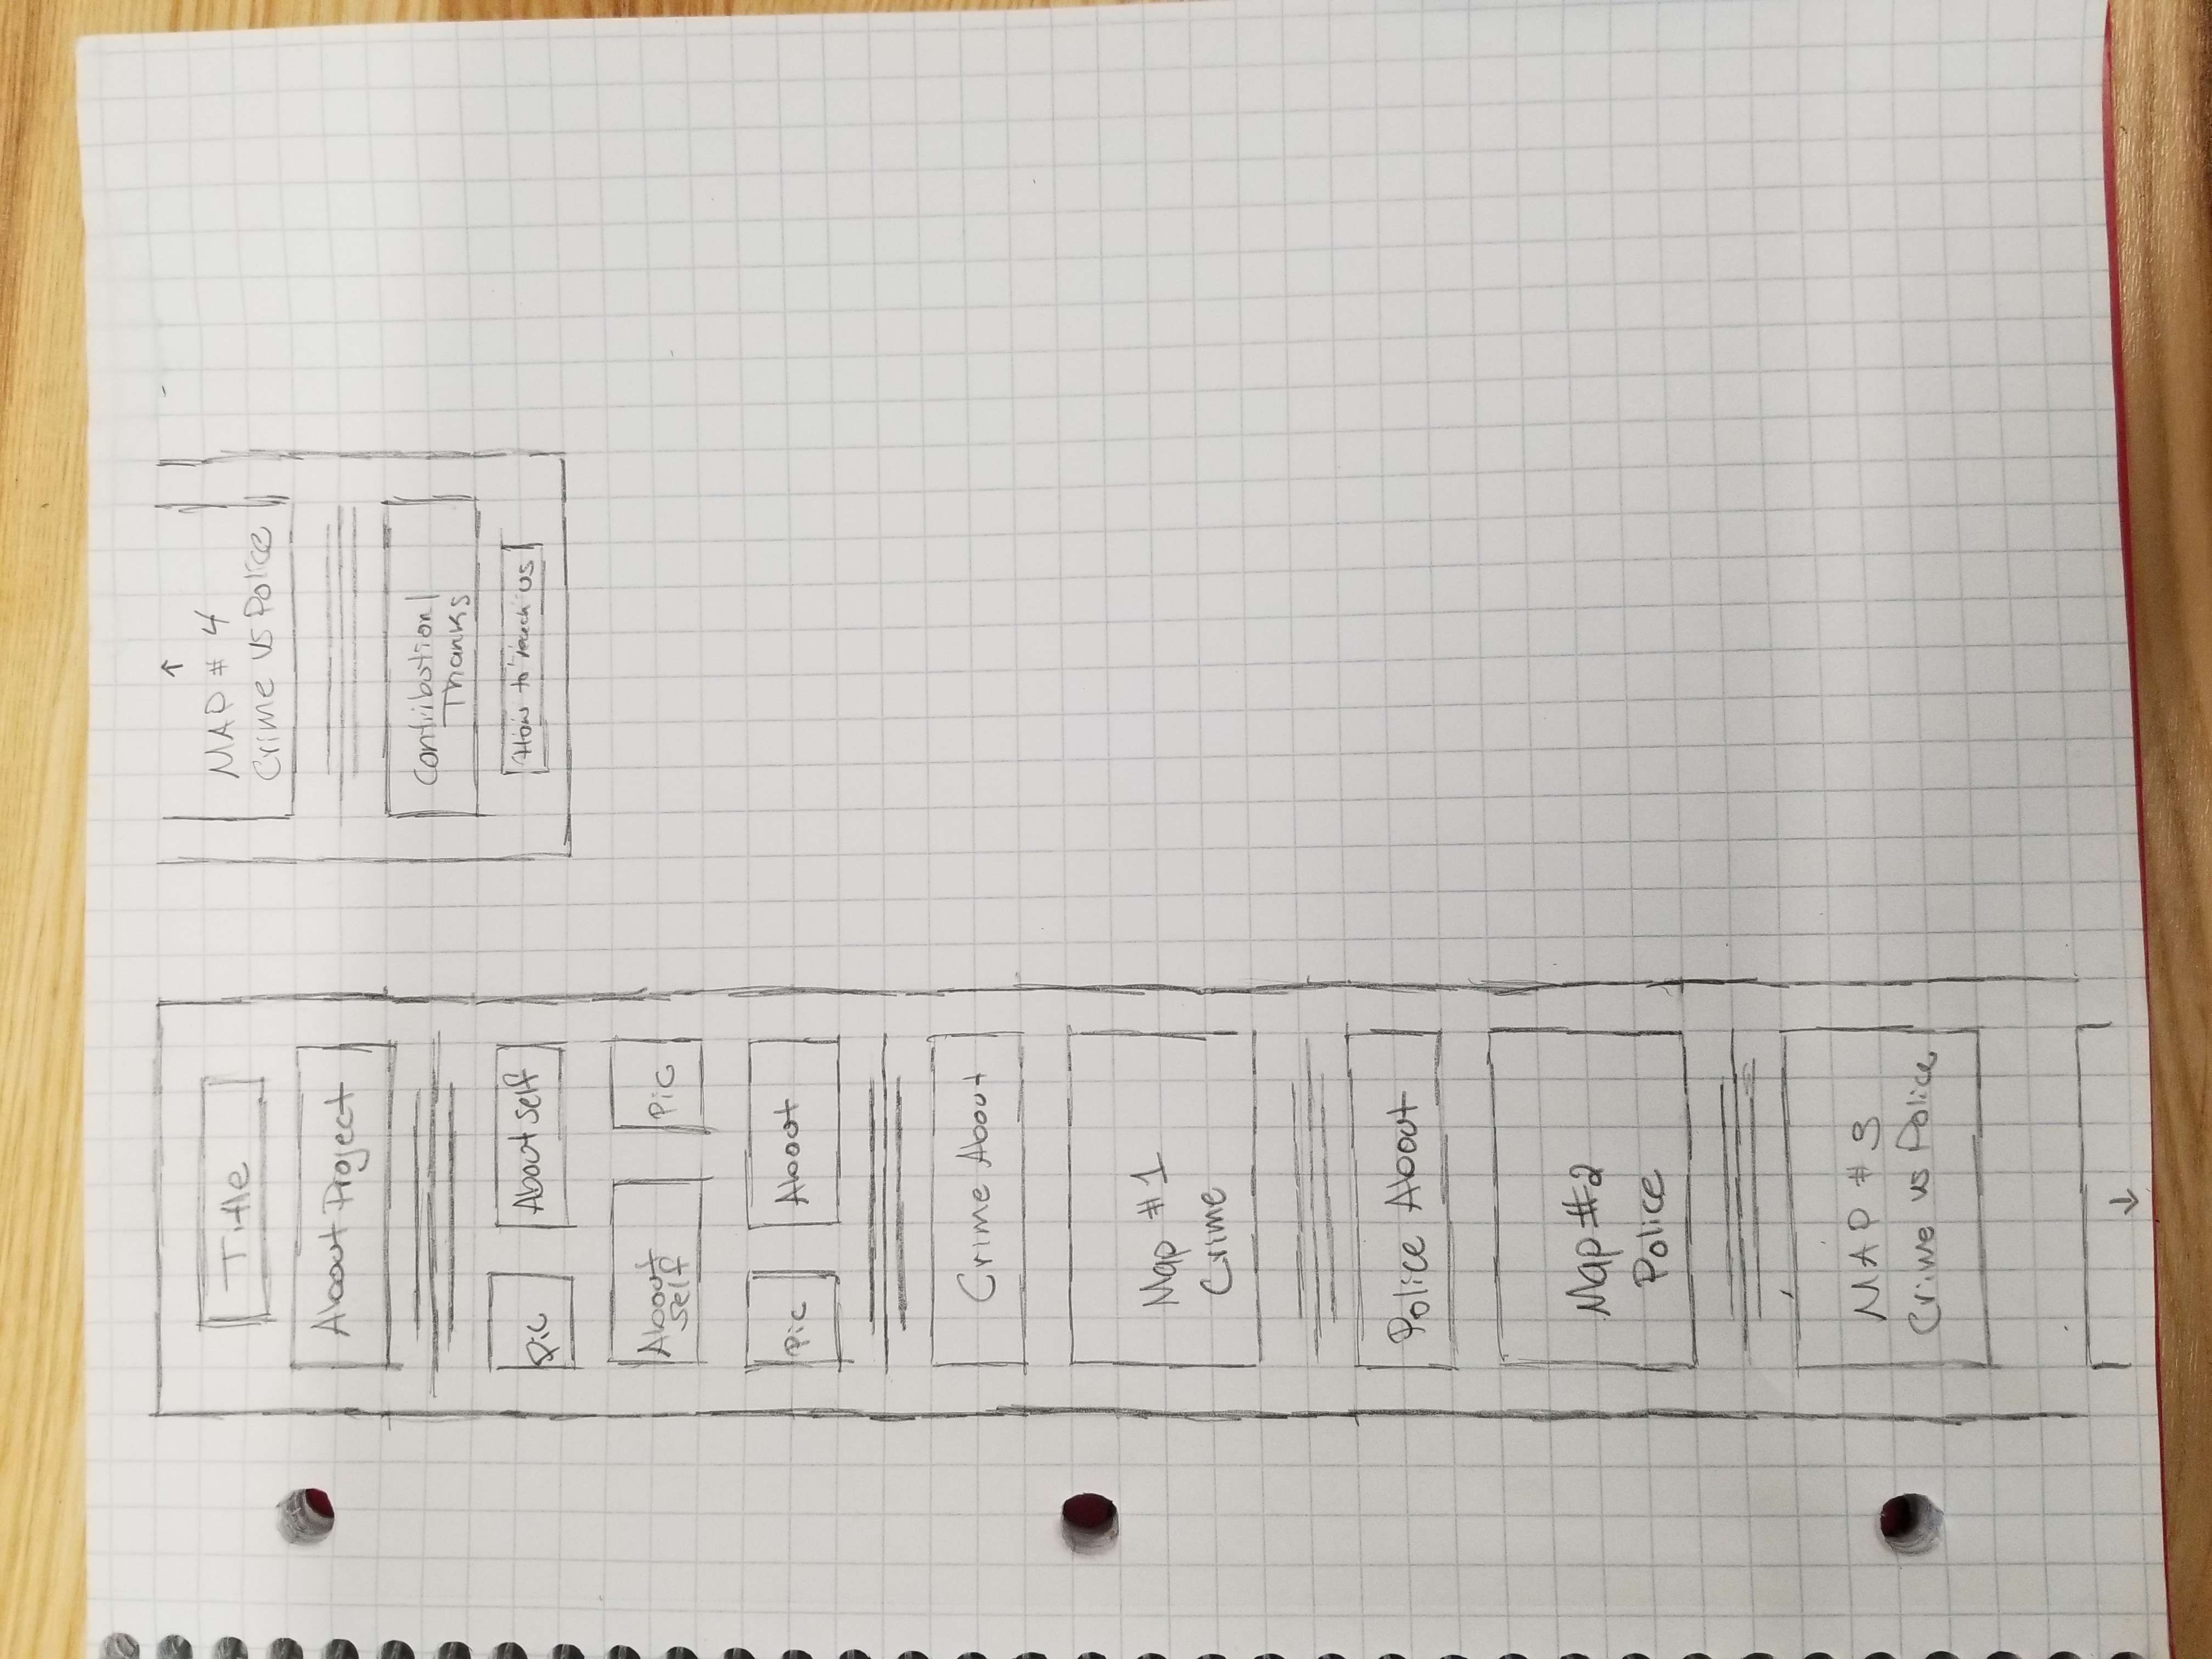 Title
About Project
Pic
About self
About
self
Pic
Pic
About
Crime About
Map #1
Crime
Police About
Map #2
Police
MAP # 3
Crime vs Police
MAP # 4
Crime vs Police
Contribution/
Thanks
How to reach us